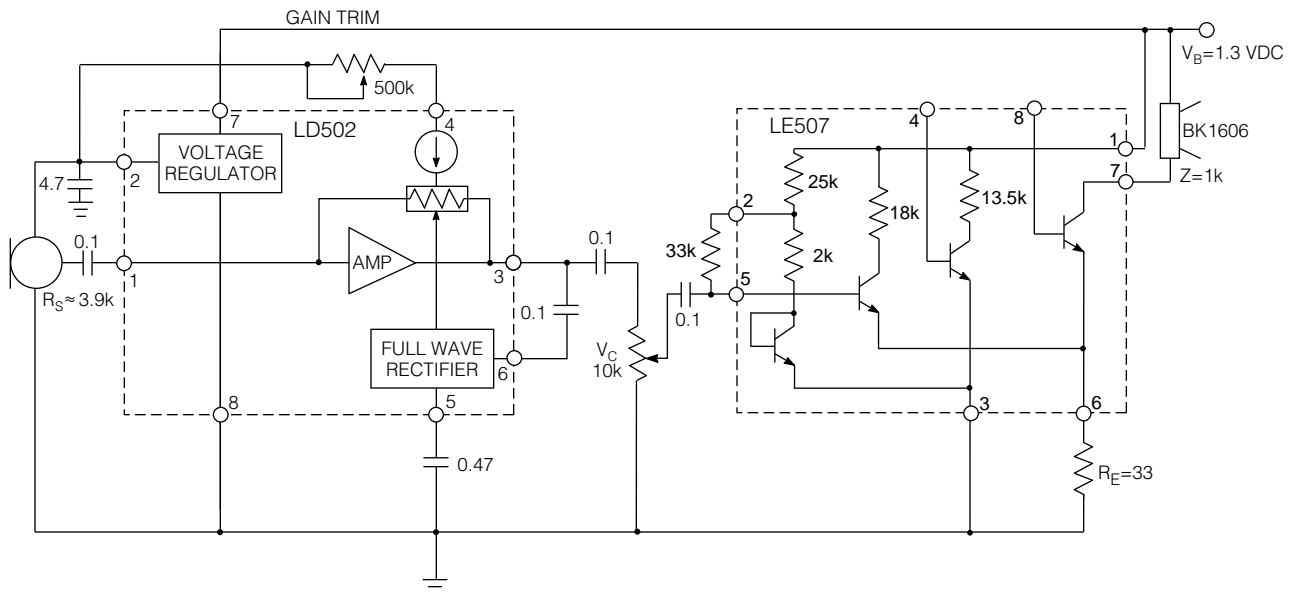 GAIN TRIM
V_B=1.3 VDC
500k
LD502
7
4
VOLTAGE
REGULATOR
2
4.7
0.1
1
R_S≈3.9k
AMP
3
0.1
0.1
FULL WAVE
RECTIFIER
6
8
5
0.47
V_C
10k
0.1
33k
LE507
4
8
1
BK1606
Z=1k
7
25k
18k
13.5k
2
2k
5
3
6
R_E=33